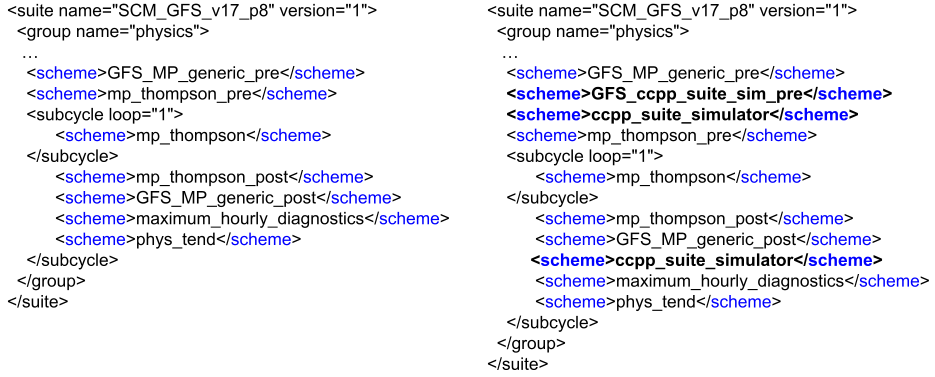 <suite name="SCM_GFS_v17_p8" version="1">
<group name="physics">
…
<scheme>GFS_MP_generic_pre</scheme>
<scheme>mp_thompson_pre</scheme>
<subcycle loop="1">
<scheme>mp_thompson</scheme>
</subcycle>
<scheme>mp_thompson_post</scheme>
<scheme>GFS_MP_generic_post</scheme>
<scheme>maximum_hourly_diagnostics</scheme>
<scheme>phys_tend</scheme>
</subcycle>
</group>
</suite>
<suite name="SCM_GFS_v17_p8" version="1">
<group name="physics">
…
<scheme>GFS_MP_generic_pre</scheme>
<scheme>GFS_ccpp_suite_sim_pre</scheme>
<scheme>ccpp_suite_simulator</scheme>
<scheme>mp_thompson_pre</scheme>
<subcycle loop="1">
<scheme>mp_thompson</scheme>
</subcycle>
<scheme>mp_thompson_post</scheme>
<scheme>GFS_MP_generic_post</scheme>
<scheme>ccpp_suite_simulator</scheme>
<scheme>maximum_hourly_diagnostics</scheme>
<scheme>phys_tend</scheme>
</subcycle>
</group>
</suite>